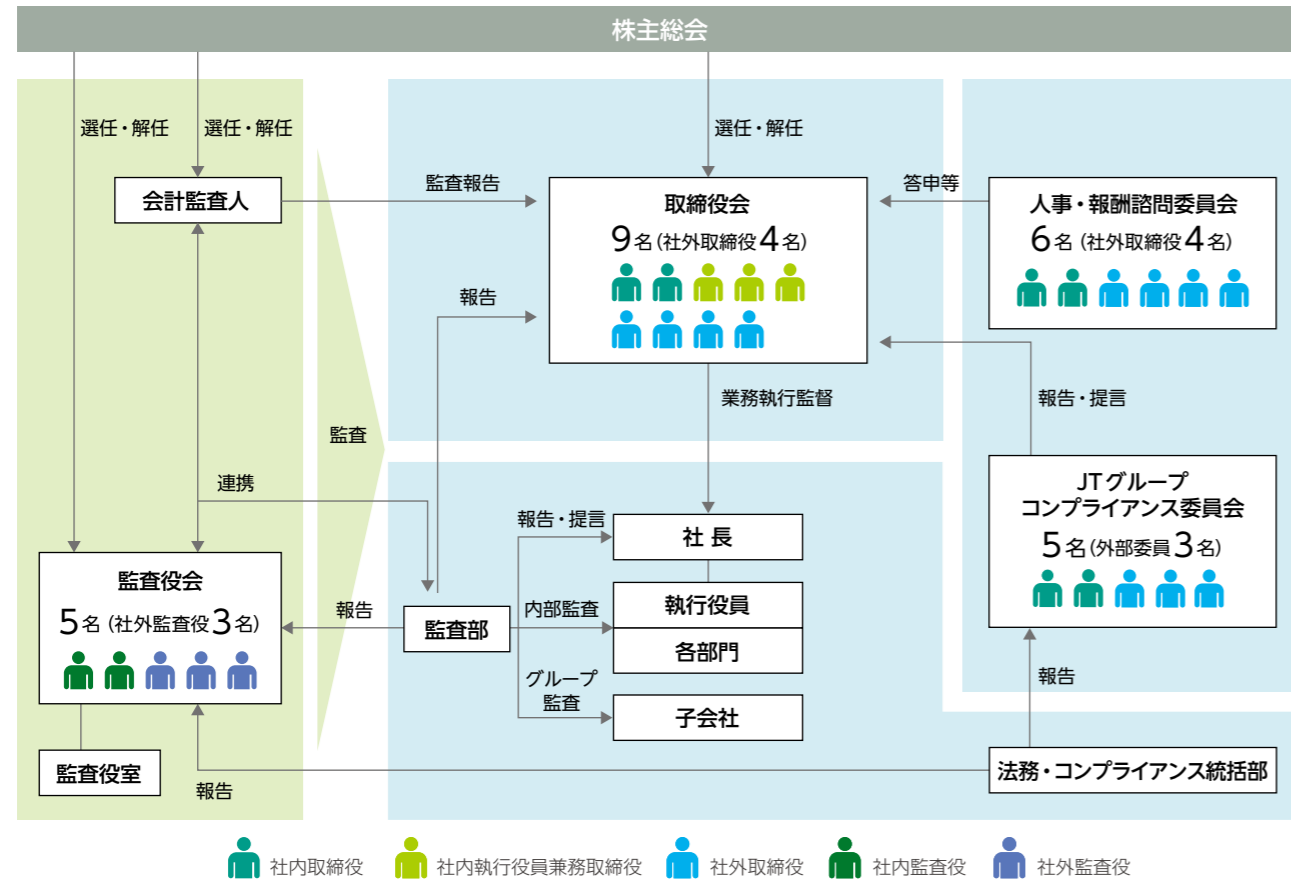 株主総会
選任・解任
選任・解任
選任・解任
会計監査人
監査報告
取締役会
9名(社外取締役4名)
答申等
人事・報酬諮問委員会
6名(社外取締役4名)
報告
業務執行監督
報告・提言
監査
連携
JTグループ
コンプライアンス委員会
5名(外部委員3名)
報告・提言
社長
監査役会
5名(社外監査役3名)
報告
監査部
内部監査
執行役員
各部門
グループ
監査
子会社
報告
監査役室
報告
法務・コンプライアンス統括部
社内取締役
社内執行役員兼務取締役
社外取締役
社内監査役
社外監査役